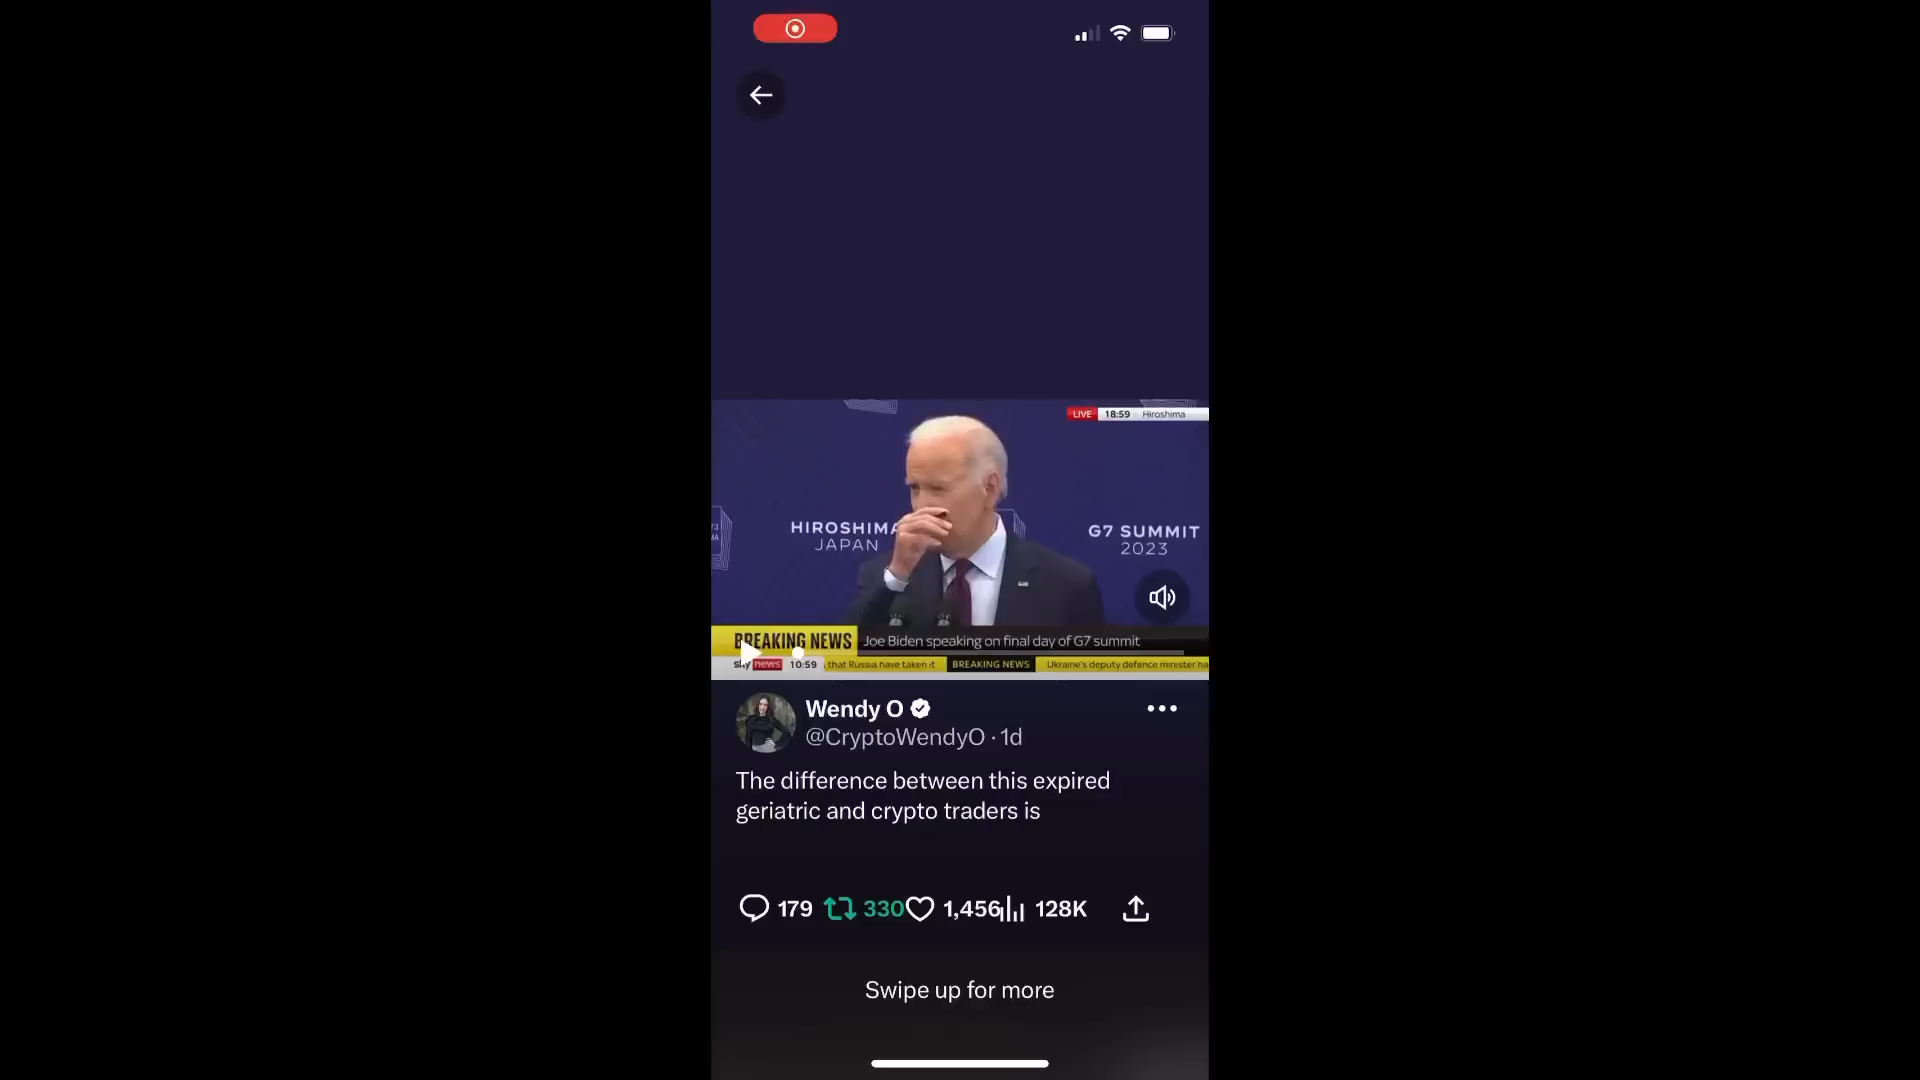 LIVE 18:59 Hiroshima
HIROSHIMA
JAPAN
G7 SUMMIT
2023
BREAKING NEWS Joe Biden speaking on final day of G7 summit
sky news 10:59 that Russia have taken it BREAKING NEWS Ukraine's deputy defence minister ha
Wendy O
@CryptoWendyO · 1d
The difference between this expired
geriatric and crypto traders is
179 330 1,456 128K
Swipe up for more